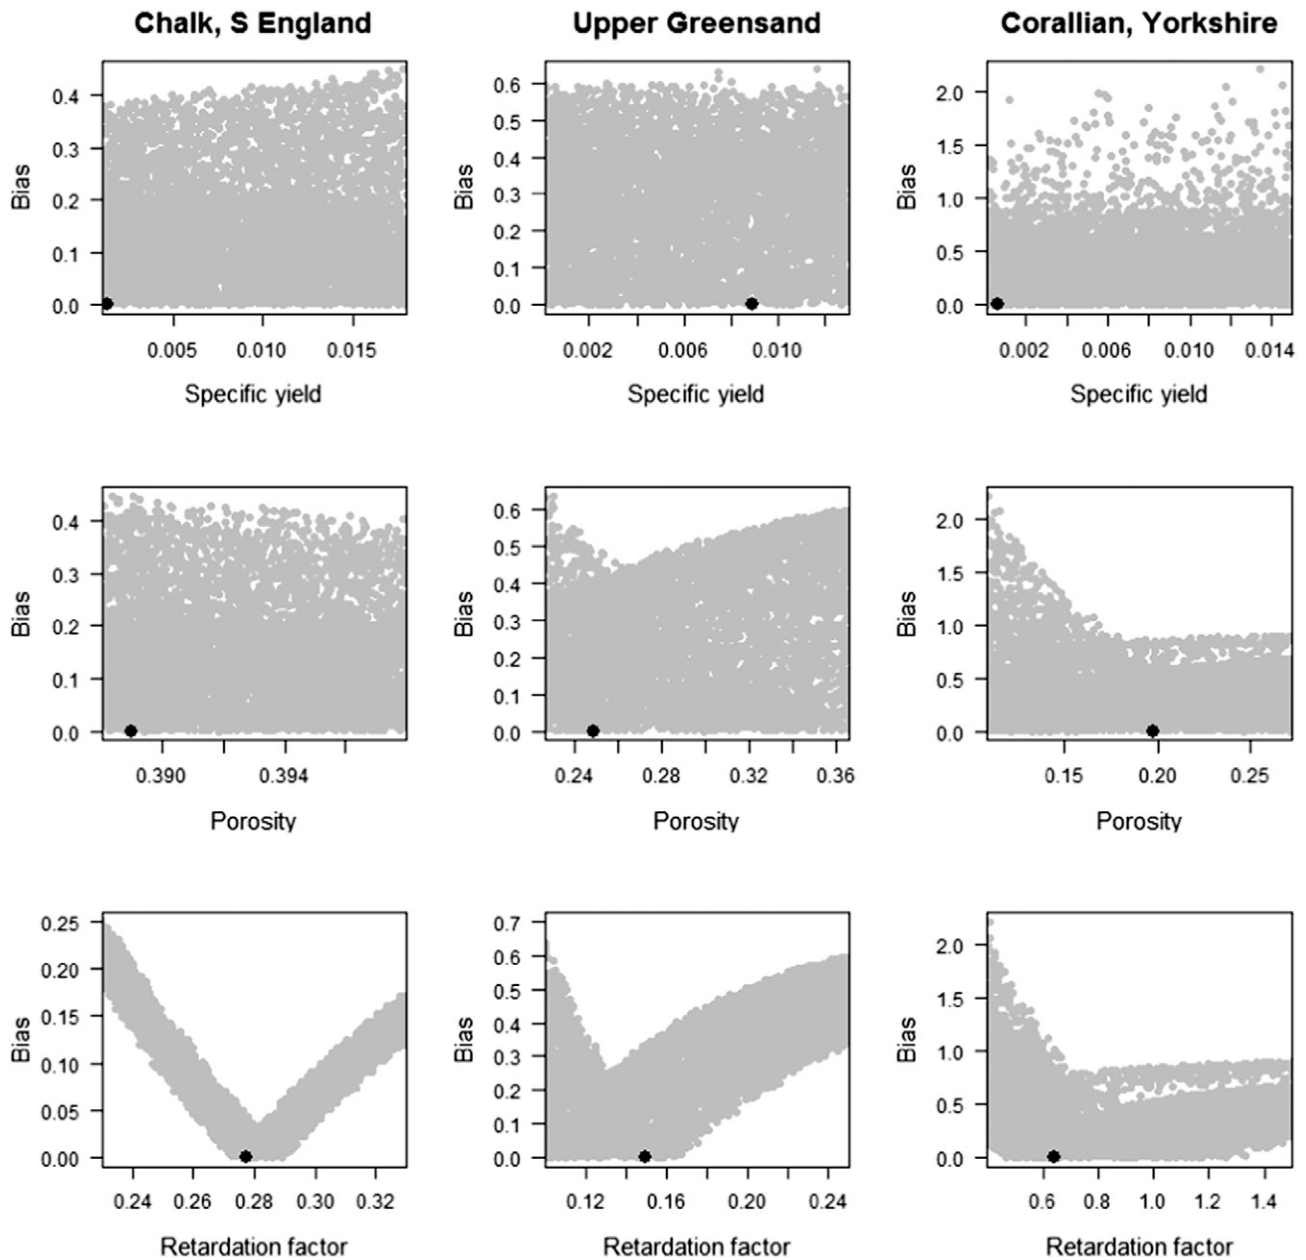 Chalk, S England
Upper Greensand
Corallian, Yorkshire
Bias
0.4
0.3
0.2
0.1
0.0
0.005 0.010 0.015
Specific yield
Bias
0.6
0.5
0.4
0.3
0.2
0.1
0.0
0.002 0.006 0.010
Specific yield
Bias
2.0
1.5
1.0
0.5
0.0
0.002 0.006 0.010 0.014
Specific yield
Bias
0.4
0.3
0.2
0.1
0.0
0.390 0.394
Porosity
Bias
0.6
0.5
0.4
0.3
0.2
0.1
0.0
0.24 0.28 0.32 0.36
Porosity
Bias
2.0
1.5
1.0
0.5
0.0
0.15 0.20 0.25
Porosity
Bias
0.25
0.20
0.15
0.10
0.05
0.00
0.24 0.26 0.28 0.30 0.32
Retardation factor
Bias
0.7
0.6
0.5
0.4
0.3
0.2
0.1
0.0
0.12 0.16 0.20 0.24
Retardation factor
Bias
2.0
1.5
1.0
0.5
0.0
0.6 0.8 1.0 1.2 1.4
Retardation factor